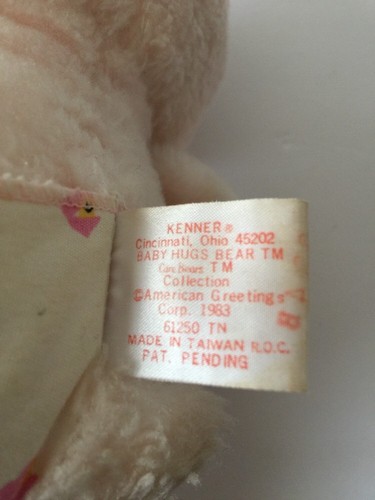 KENNER®
Cincinnati, Ohio 45202
BABY HUGS BEAR TM
Care Bears TM
Collection
©American Greetings
Corp. 1983
61250 TN
MADE IN TAIWAN R.O.C.
PAT. PENDING